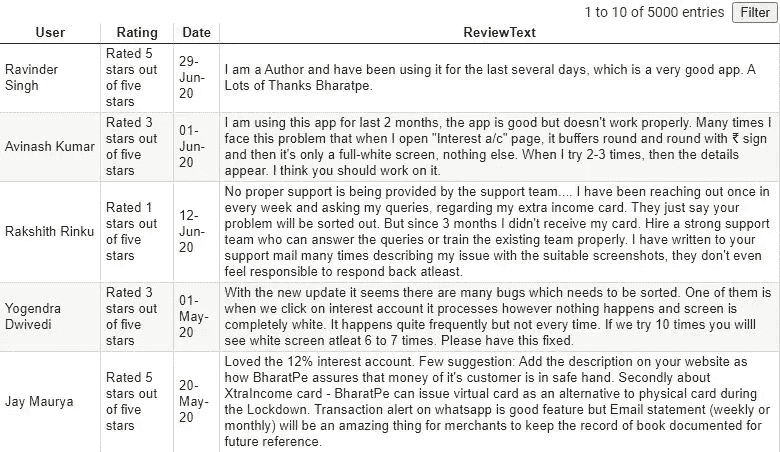 1 to 10 of 5000 entries Filter
User Rating Date ReviewText
Ravinder Singh
Rated 5 stars out of five stars
29-Jun-20
I am a Author and have been using it for the last several days, which is a very good app. A
Lots of Thanks Bharatpe.
Avinash Kumar
Rated 3 stars out of five stars
01-Jun-20
I am using this app for last 2 months, the app is good but doesn't work properly. Many times I
face this problem that when I open "Interest a/c" page, it buffers round and round with ₹ sign
and then it's only a full-white screen, nothing else. When I try 2-3 times, then the details
appear. I think you should work on it.
Rakshith Rinku
Rated 1 stars out of five stars
12-Jun-20
No proper support is being provided by the support team.... I have been reaching out once in
every week and asking my queries, regarding my extra income card. They just say your
problem will be sorted out. But since 3 months I didn't receive my card. Hire a strong support
team who can answer the queries or train the existing team properly. I have written to your
support mail many times describing my issue with the suitable screenshots, they don't even
feel responsible to respond back atleast.
Yogendra Dwivedi
Rated 3 stars out of five stars
01-May-20
With the new update it seems there are many bugs which needs to be sorted. One of them is
when we click on interest account it processes however nothing happens and screen is
completely white. It happens quite frequently but not every time. If we try 10 times you willl
see white screen atleat 6 to 7 times. Please have this fixed.
Jay Maurya
Rated 5 stars out of five stars
20-May-20
Loved the 12% interest account. Few suggestion: Add the description on your website as
how BharatPe assures that money of it's customer is in safe hand. Secondly about
XtraIncome card - BharatPe can issue virtual card as an alternative to physical card during
the Lockdown. Transaction alert on whatsapp is good feature but Email statement (weekly or
monthly) will be an amazing thing for merchants to keep the record of book documented for
future reference.